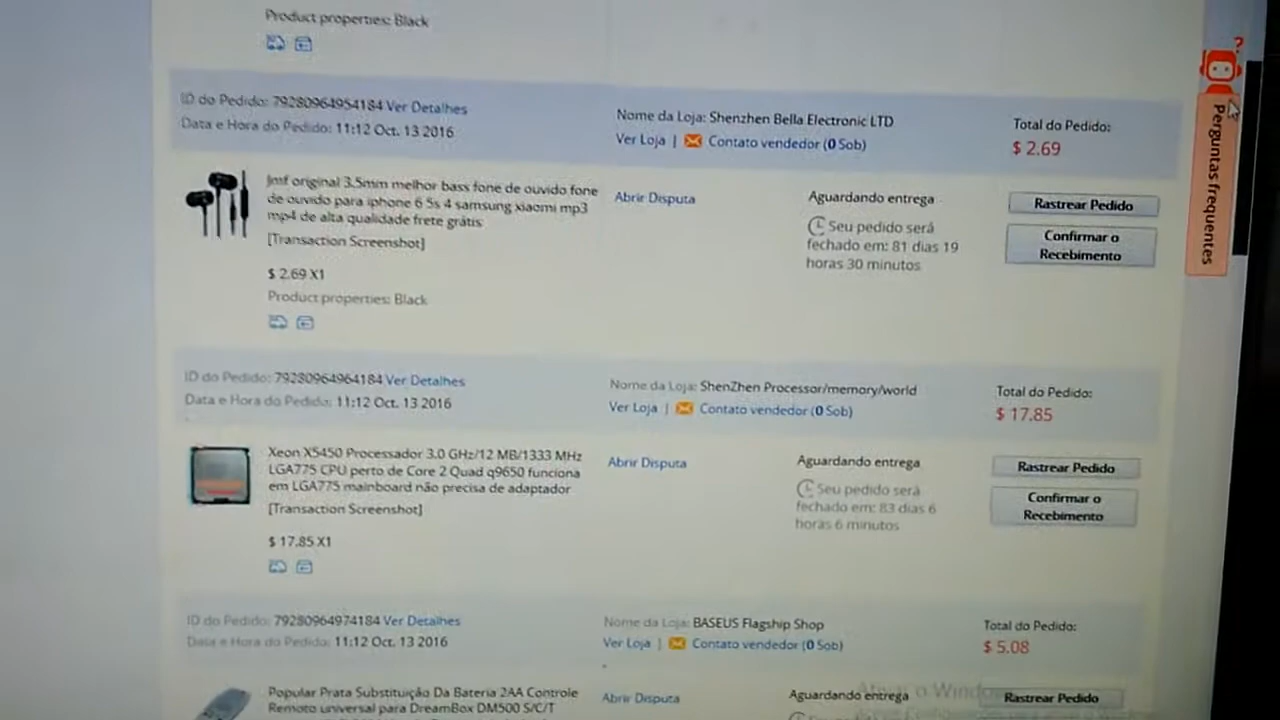 Product properties: Black
ID do Pedido: 79280964954184 Ver Detalhes
Data e Hora do Pedido: 11:12 Oct. 13 2016
Nome da Loja: Shenzhen Bella Electronic LTD
Ver Loja | Contato vendedor (0 Sob)
Total do Pedido:
$ 2.69
Jmf original 3.5mm melhor bass fone de ouvido fone
de ouvido para iphone 6 5s 4 samsung xiaomi mp3
mp4 de alta qualidade frete grátis
[Transaction Screenshot]
$ 2.69 X1
Product properties: Black
Abrir Disputa
Aguardando entrega
Seu pedido será
fechado em: 81 dias 19
horas 30 minutos
Rastrear Pedido
Confirmar o
Recebimento
ID do Pedido: 79280964964184 Ver Detalhes
Data e Hora do Pedido: 11:12 Oct. 13 2016
Nome da Loja: ShenZhen Processor/memory/world
Ver Loja | Contato vendedor (0 Sob)
Total do Pedido:
$ 17.85
Xeon X5450 Processador 3.0 GHz/12 MB/1333 MHz
LGA775 CPU perto de Core 2 Quad q9650 funciona
em LGA775 mainboard não precisa de adaptador
[Transaction Screenshot]
$ 17.85 X1
Abrir Disputa
Aguardando entrega
Seu pedido será
fechado em: 83 dias 6
horas 6 minutos
Rastrear Pedido
Confirmar o
Recebimento
ID do Pedido: 79280964974184 Ver Detalhes
Data e Hora do Pedido: 11:12 Oct. 13 2016
Nome da Loja: BASEUS Flagship Shop
Ver Loja | Contato vendedor (0 Sob)
Total do Pedido:
$ 5.08
Popular Prata Substituição Da Bateria 2AA Controle
Remoto universal para DreamBox DM500 S/C/T
Abrir Disputa
Aguardando entrega
Rastrear Pedido
?
Perguntas frequentes